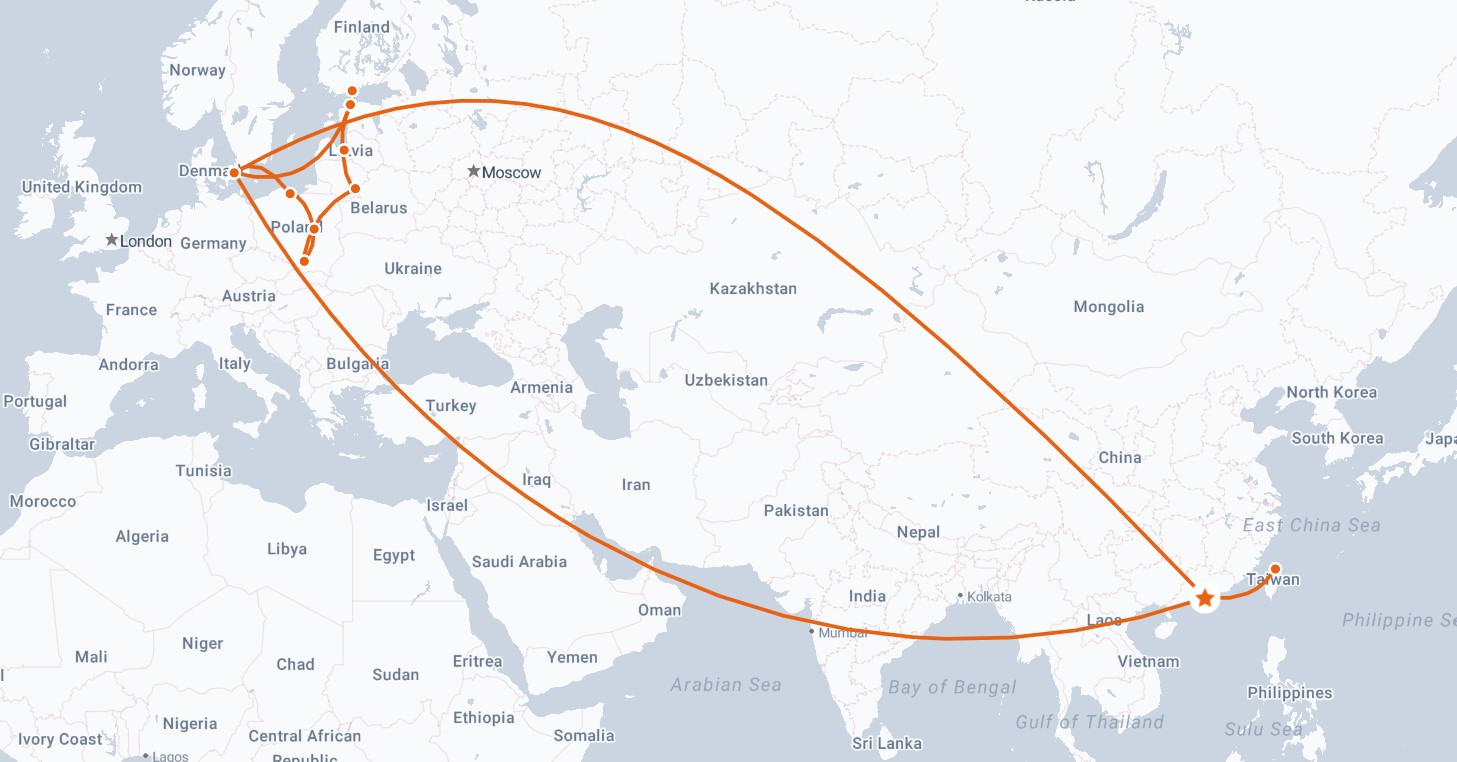 Russia
Finland
Norway
Latvia
Denmark
Moscow
United Kingdom
Belarus
Poland
London
Germany
Ukraine
Kazakhstan
Austria
France
Mongolia
Andorra
Italy
Bulgaria
Uzbekistan
Armenia
North Korea
Portugal
Turkey
South Korea
Japa
Gibraltar
China
Tunisia
Iraq
Iran
Morocco
Israel
Pakistan
East China Sea
Algeria
Nepal
Libya
Egypt
Saudi Arabia
Taiwan
India
Kolkata
Oman
Laos
Philippine Se
Mumbai
Niger
Mali
Yemen
Eritrea
Vietnam
Chad
Sudan
Arabian Sea
Bay of Bengal
Philippines
Nigeria
Ethiopia
Gulf of Thailand
Sulu Sea
Ivory Coast
Central African
Republic
Somalia
Sri Lanka
Lagos